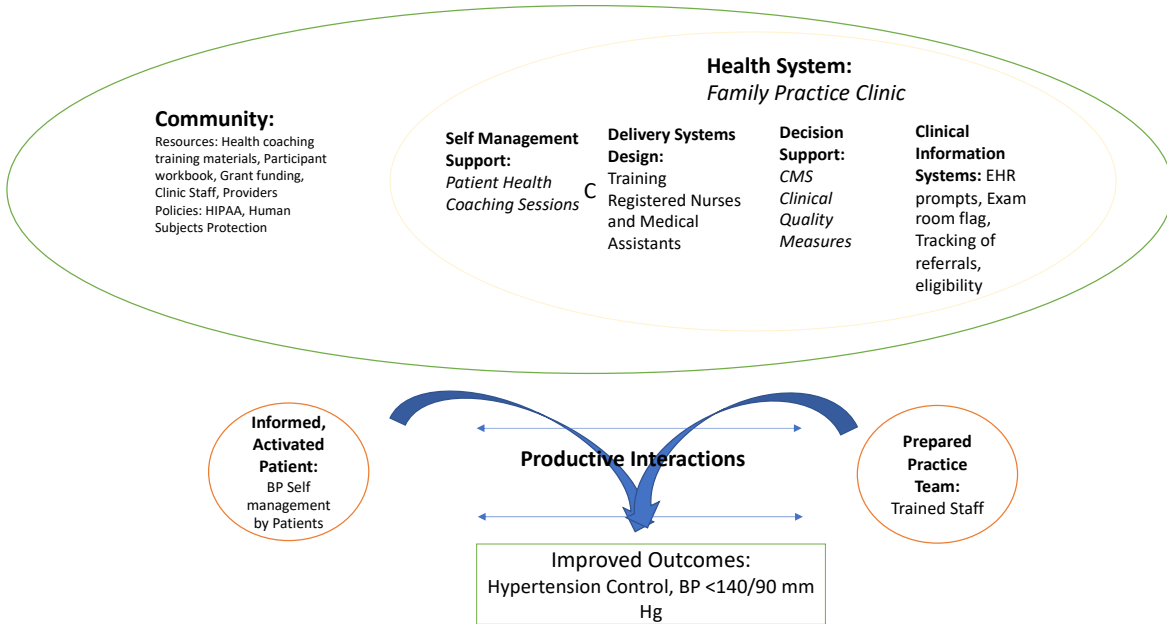 Health System:
Family Practice Clinic
Community:
Resources: Health coaching
training materials, Participant
workbook, Grant funding,
Clinic Staff, Providers
Policies: HIPAA, Human
Subjects Protection
Self Management
Support:
Patient Health
Coaching Sessions
C
Delivery Systems
Design:
Training
Registered Nurses
and Medical
Assistants
Decision
Support:
CMS
Clinical
Quality
Measures
Clinical
Information
Systems: EHR
prompts, Exam
room flag,
Tracking of
referrals,
eligibility
Informed,
Activated
Patient:
BP Self
management
by Patients
Productive Interactions
Prepared
Practice
Team:
Trained Staff
Improved Outcomes:
Hypertension Control, BP <140/90 mm
Hg